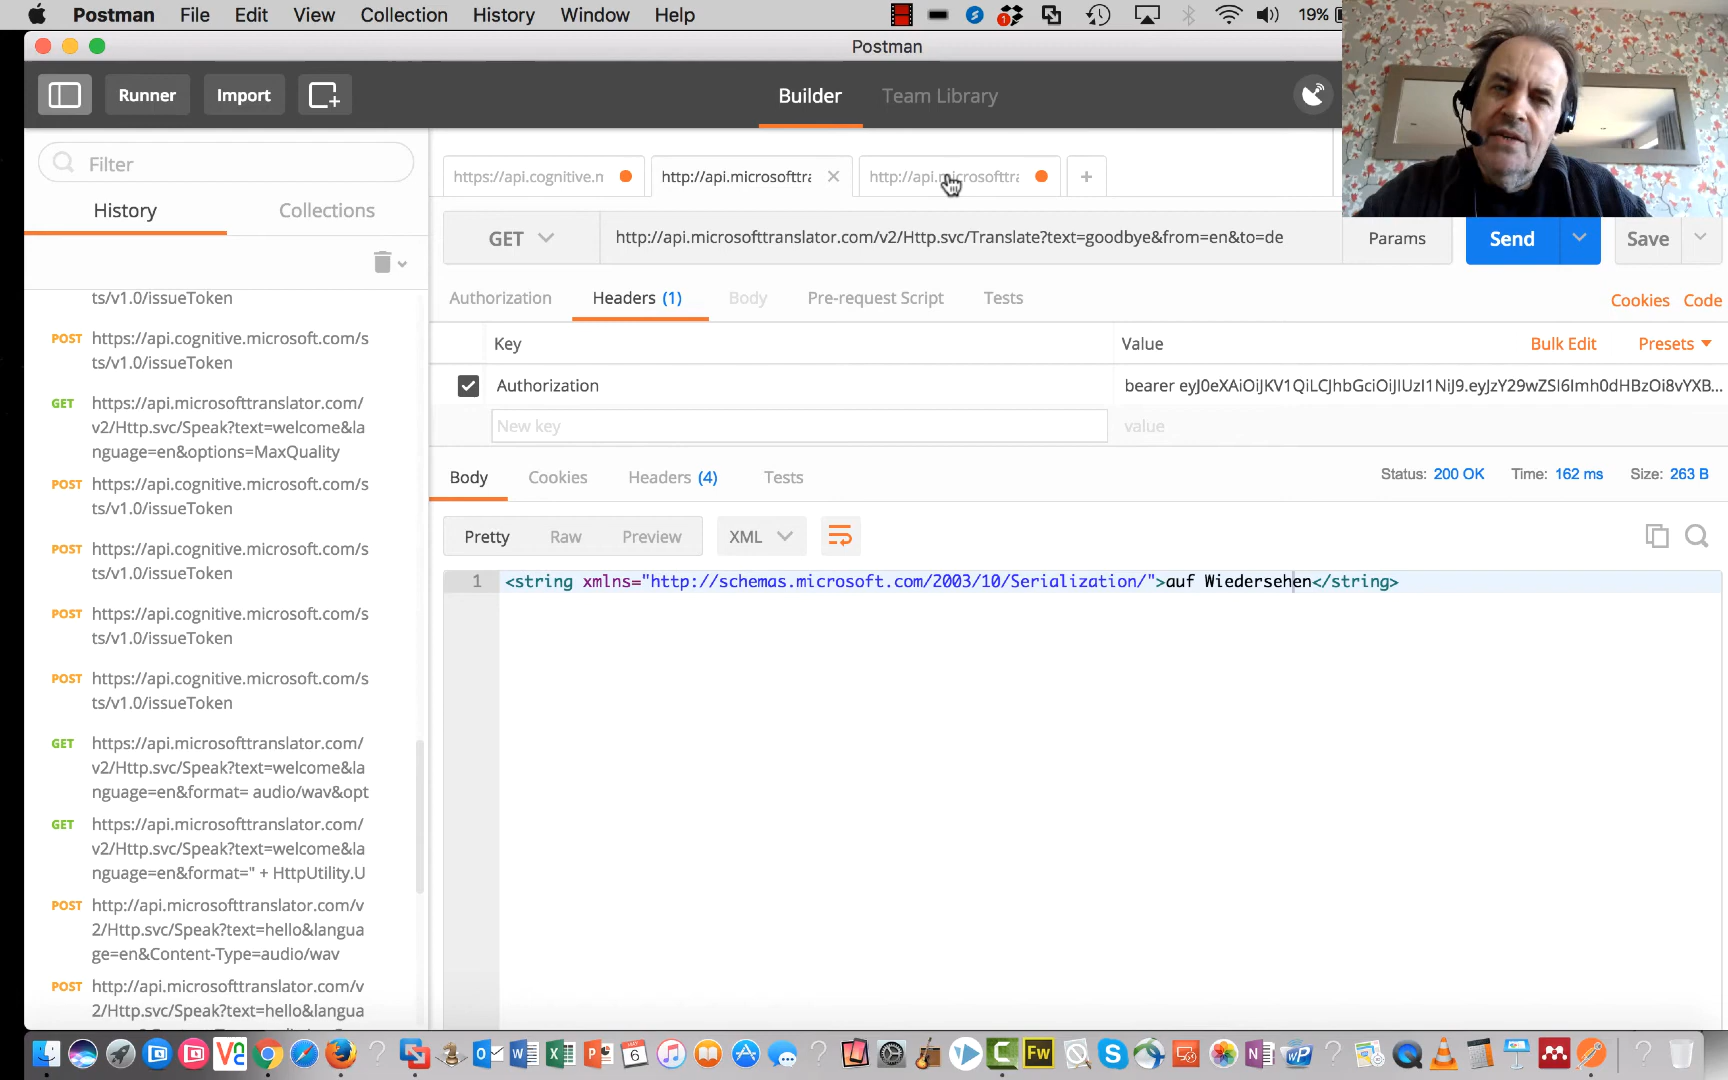 Postman File Edit View Collection History Window Help 19%
Postman
Runner Import Builder Team Library
Filter
History Collections
ts/v1.0/issueToken
POST https://api.cognitive.microsoft.com/s
ts/v1.0/issueToken
GET https://api.microsofttranslator.com/
v2/Http.svc/Speak?text=welcome&la
nguage=en&options=MaxQuality
POST https://api.cognitive.microsoft.com/s
ts/v1.0/issueToken
POST https://api.cognitive.microsoft.com/s
ts/v1.0/issueToken
POST https://api.cognitive.microsoft.com/s
ts/v1.0/issueToken
POST https://api.cognitive.microsoft.com/s
ts/v1.0/issueToken
GET https://api.microsofttranslator.com/
v2/Http.svc/Speak?text=welcome&la
nguage=en&format= audio/wav&opt
GET https://api.microsofttranslator.com/
v2/Http.svc/Speak?text=welcome&la
nguage=en&format=" + HttpUtility.U
POST http://api.microsofttranslator.com/v
2/Http.svc/Speak?text=hello&langua
ge=en&Content-Type=audio/wav
POST http://api.microsofttranslator.com/v
2/Http.svc/Speak?text=hello&langua
https://api.cognitive.n http://api.microsofttra http://api.microsofttra
GET http://api.microsofttranslator.com/v2/Http.svc/Translate?text=goodbye&from=en&to=de Params Send Save
Authorization Headers (1) Body Pre-request Script Tests Cookies Code
Key Value Bulk Edit Presets
Authorization bearer eyJ0eXAiOiJKV1QiLCJhbGciOiJIUzI1NiJ9.eyJzY29wZSI6Imh0dHBzOi8vYXB...
New key value
Body Cookies Headers (4) Tests Status: 200 OK Time: 162 ms Size: 263 B
Pretty Raw Preview XML
1 <string xmlns="http://schemas.microsoft.com/2003/10/Serialization/">auf Wiedersehen</string>